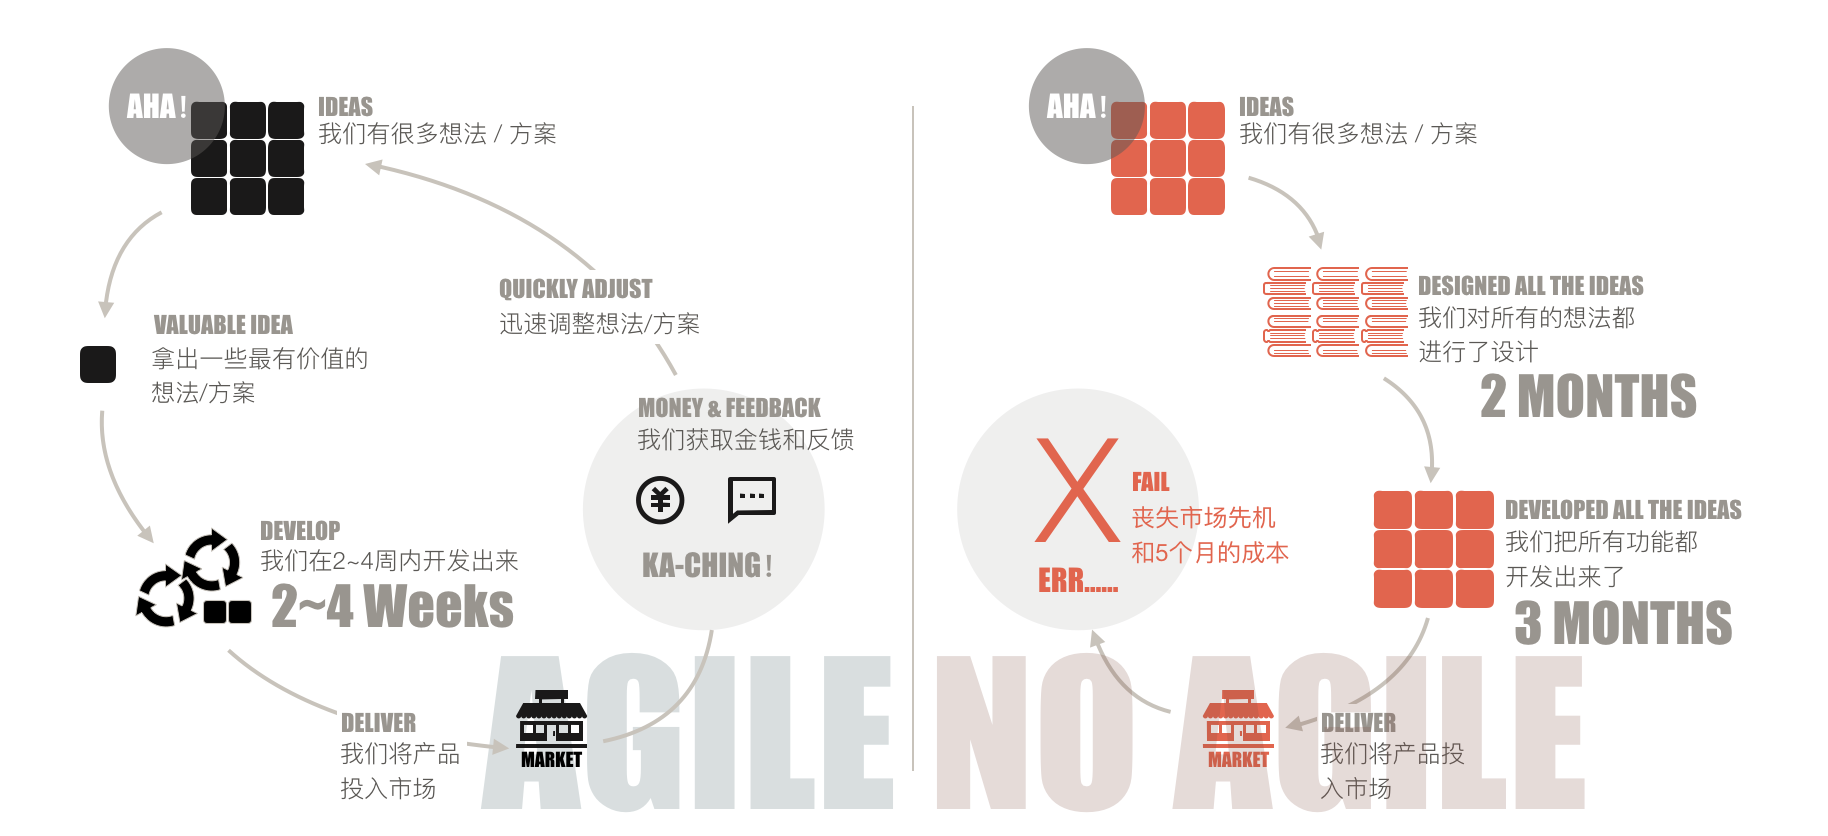 AHA!
IDEAS
我们有很多想法 / 方案
VALUABLE IDEA
拿出一些最有价值的
想法/方案
DEVELOP
我们在2~4周内开发出来
2~4 Weeks
DELIVER
我们将产品
投入市场
MARKET
MONEY & FEEDBACK
我们获取金钱和反馈
¥
KA-CHING!
QUICKLY ADJUST
迅速调整想法/方案
AGILE
AHA!
IDEAS
我们有很多想法 / 方案
DESIGNED ALL THE IDEAS
我们对所有的想法都
进行了设计
2 MONTHS
DEVELOPED ALL THE IDEAS
我们把所有功能都
开发出来了
3 MONTHS
DELIVER
我们将产品投
入市场
MARKET
X
FAIL
丧失市场先机
和5个月的成本
ERR......
NO AGILE